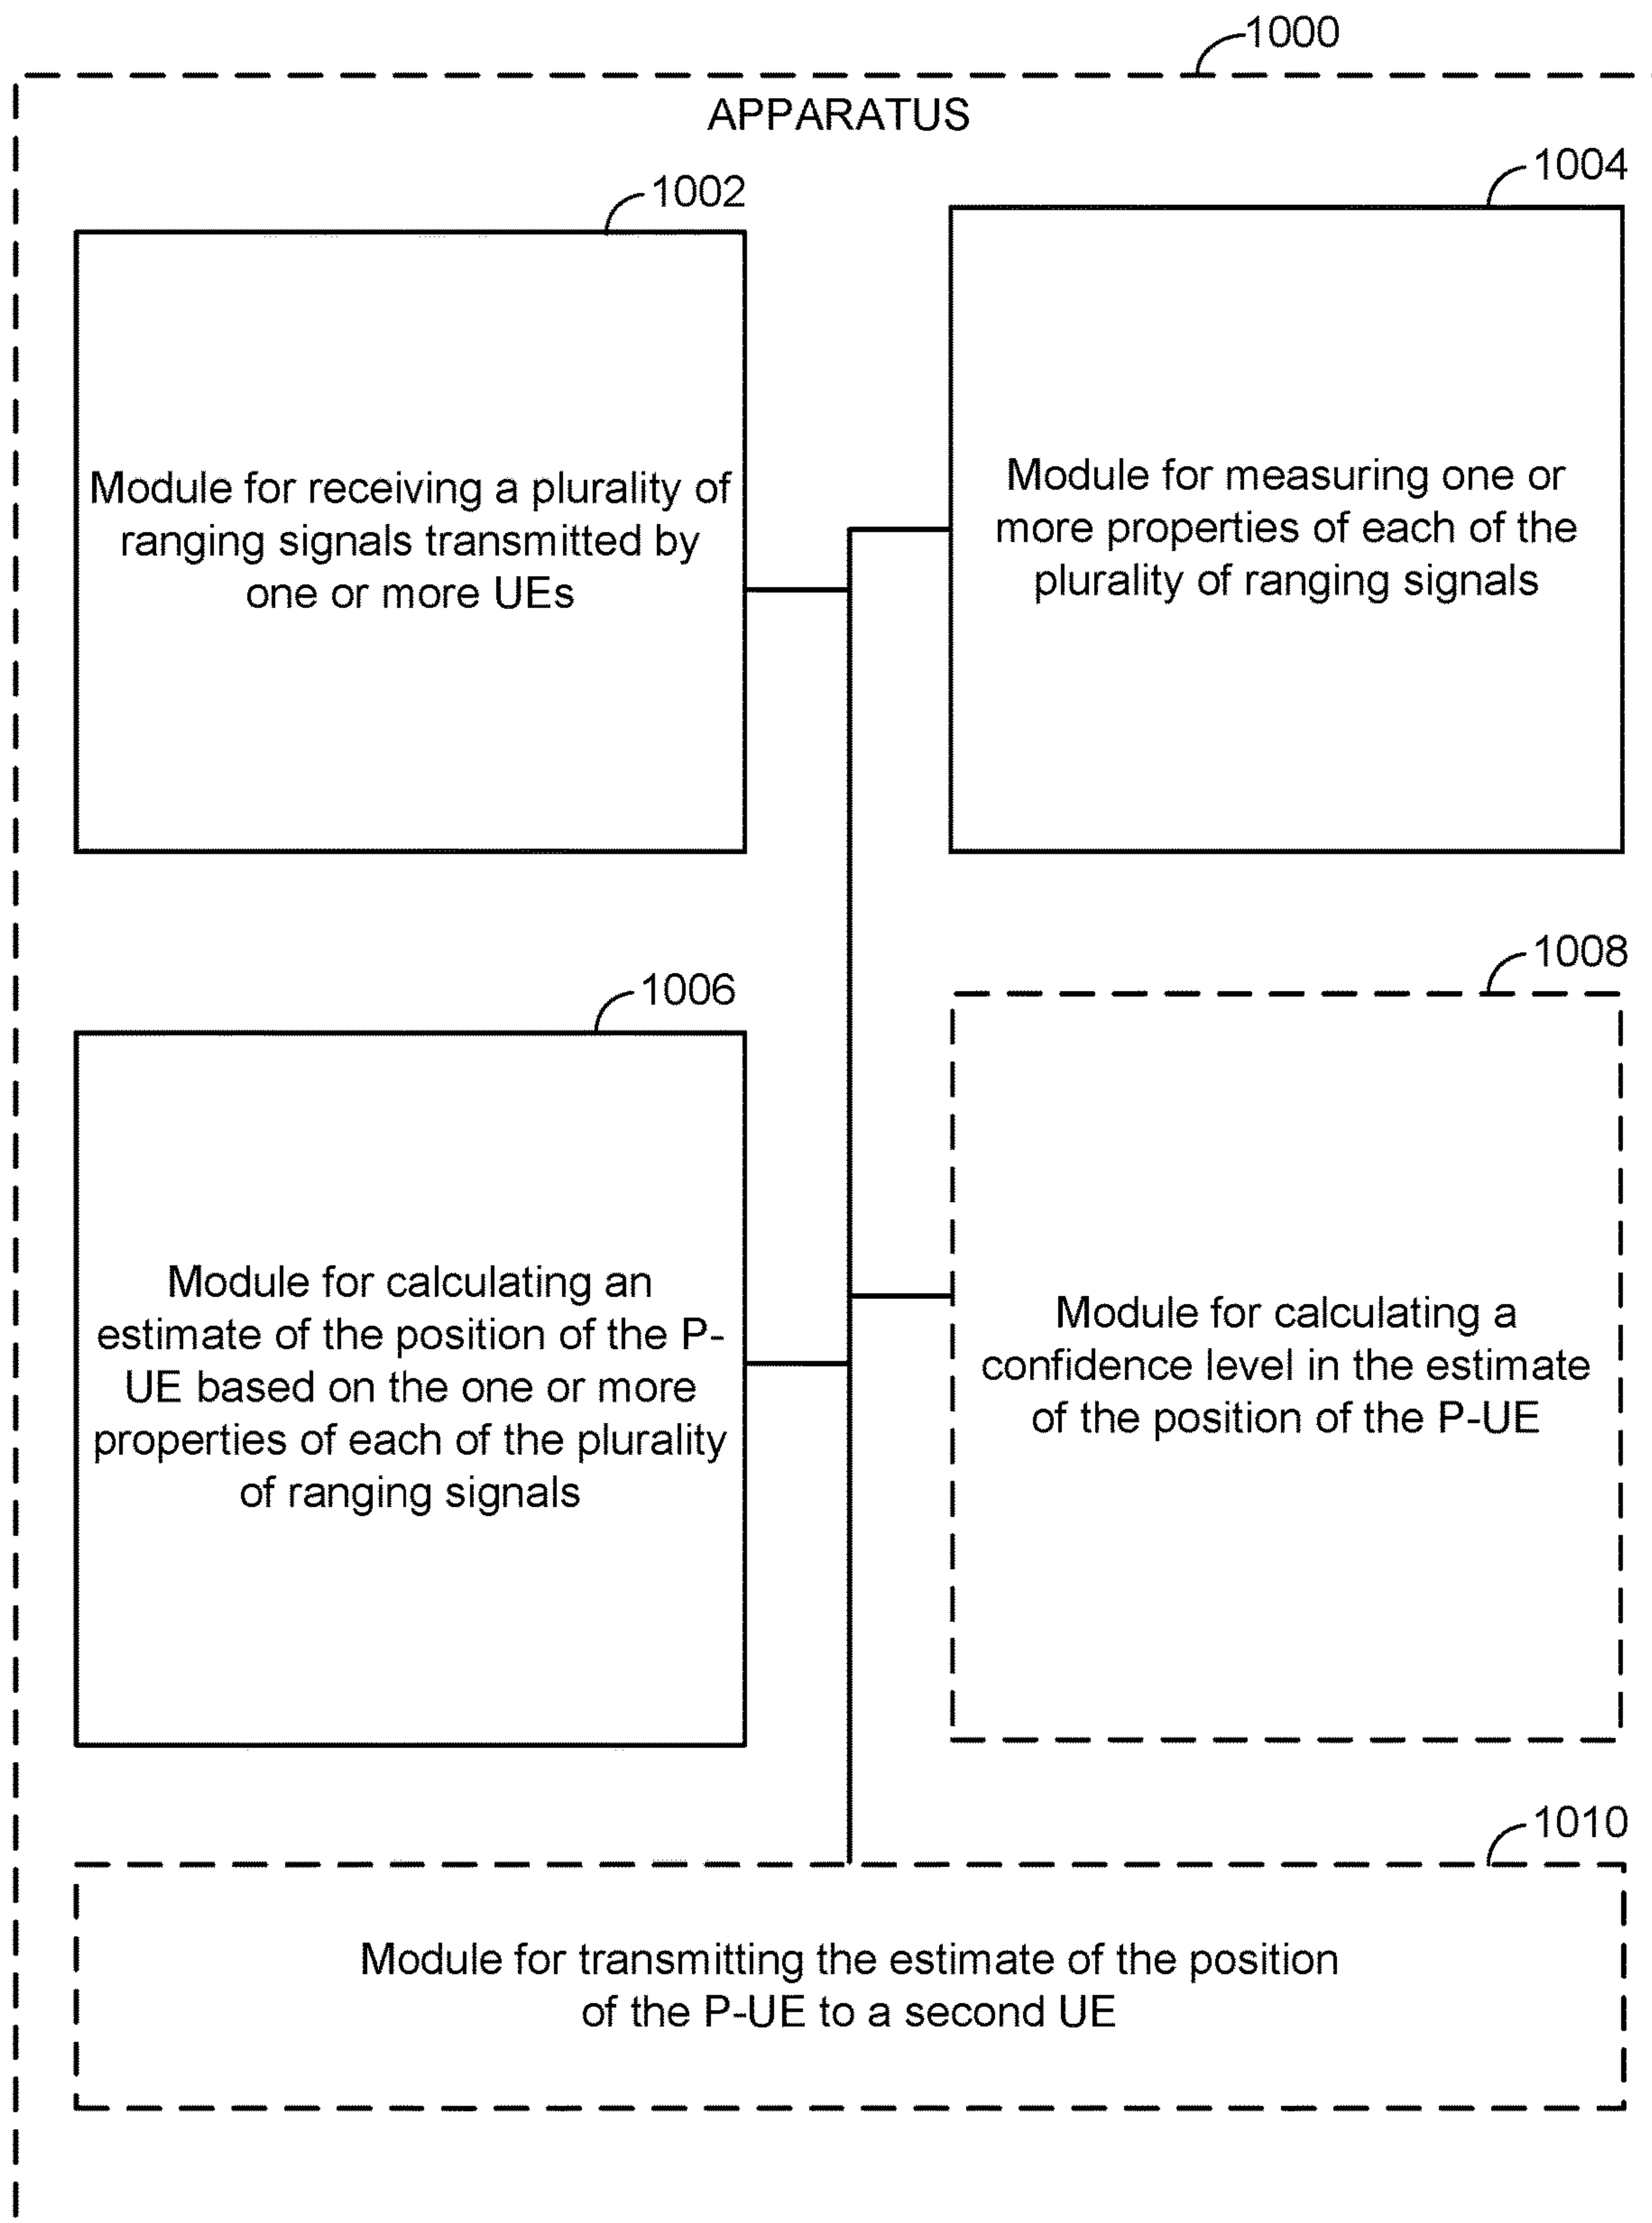 1000
APPARATUS
1002
Module for receiving a plurality of
ranging signals transmitted by
one or more UEs
1004
Module for measuring one or
more properties of each of the
plurality of ranging signals
1006
Module for calculating an
estimate of the position of the P-
UE based on the one or more
properties of each of the plurality
of ranging signals
1008
Module for calculating a
confidence level in the estimate
of the position of the P-UE
1010
Module for transmitting the estimate of the position
of the P-UE to a second UE